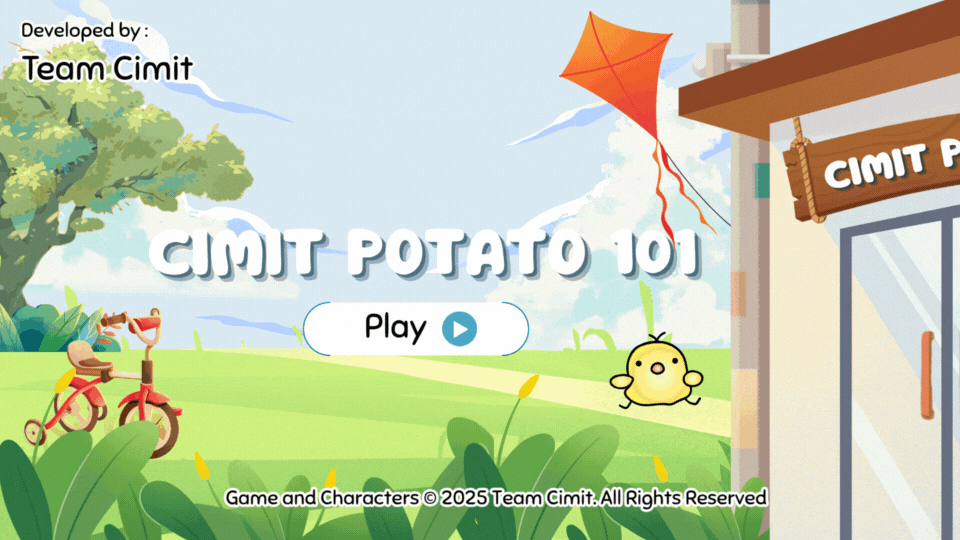 Developed by :
Team Cimit
CIMIT P
CIMIT POTATO 101
Play
Game and Characters © 2025 Team Cimit. All Rights Reserved